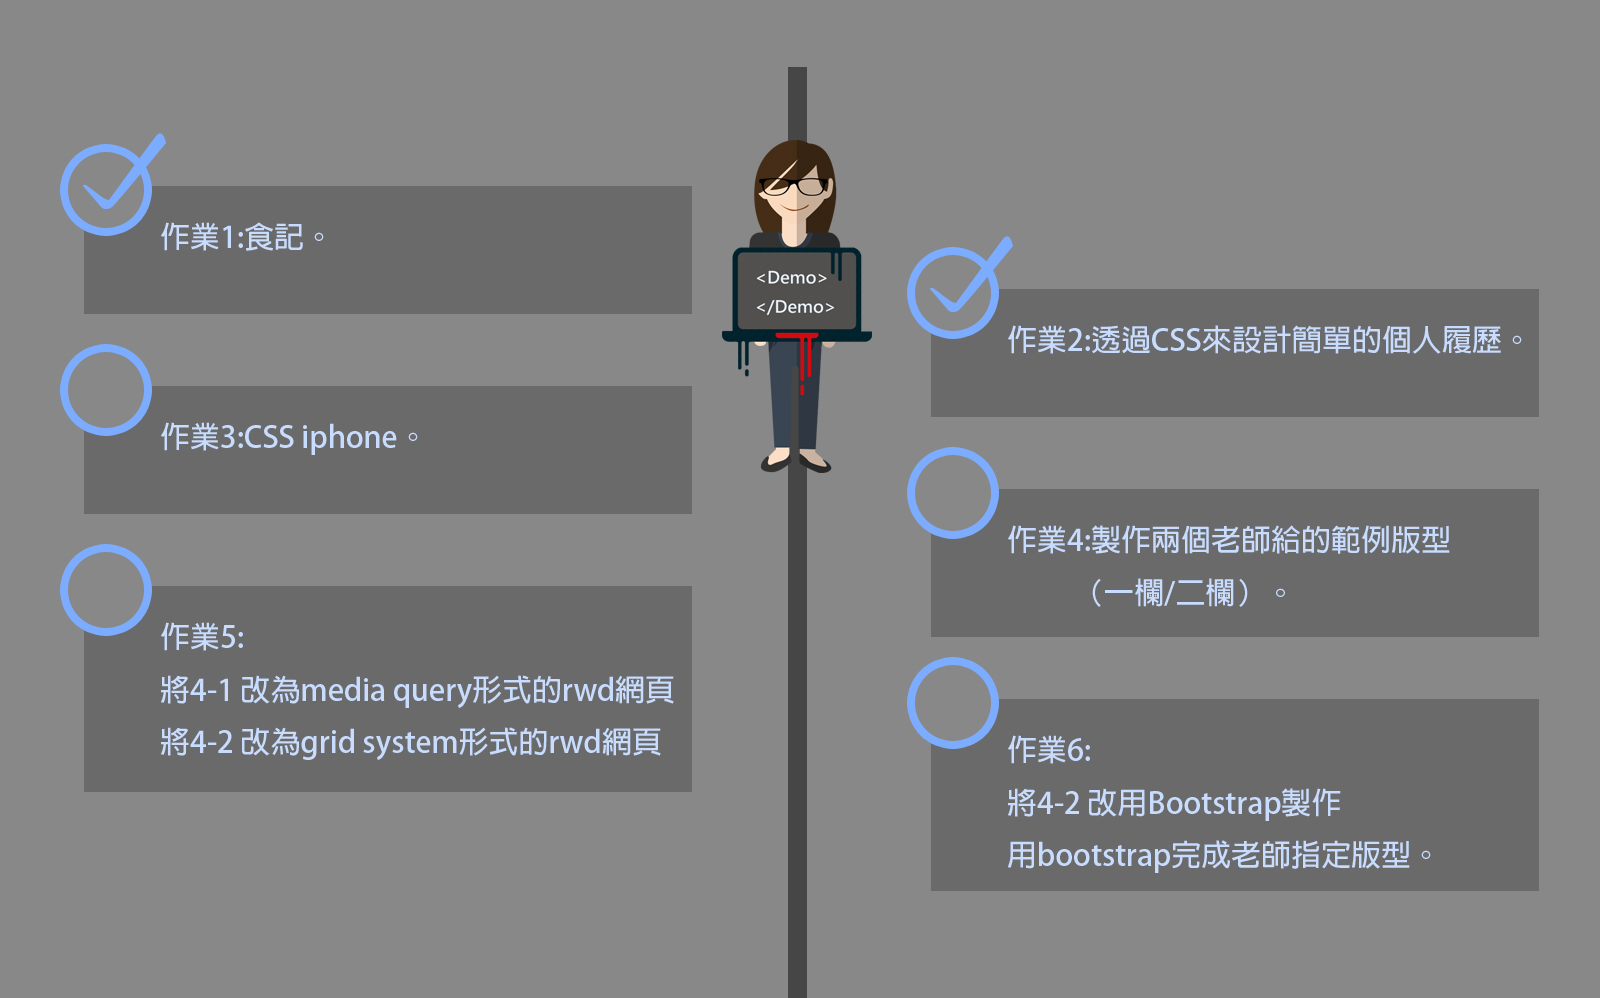 作業1:食記。
<Demo>
</Demo>
作業2:透過CSS來設計簡單的個人履歷。
作業3:CSS iphone。
作業4:製作兩個老師給的範例版型
（一欄/二欄）。
作業5:
將4-1 改為media query形式的rwd網頁
將4-2 改為grid system形式的rwd網頁
作業6:
將4-2 改用Bootstrap製作
用bootstrap完成老師指定版型。